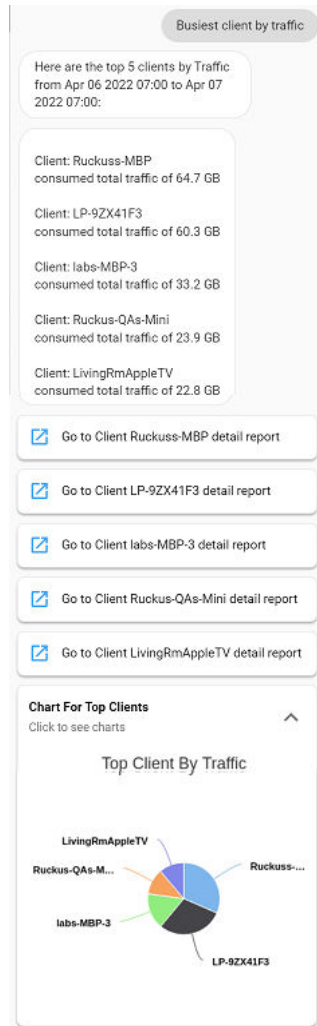 Busiest client by traffic
Here are the top 5 clients by Traffic
from Apr 06 2022 07:00 to Apr 07
2022 07:00:
Client: Ruckuss-MBP
consumed total traffic of 64.7 GB
Client: LP-9ZX41F3
consumed total traffic of 60.3 GB
Client: labs-MBP-3
consumed total traffic of 33.2 GB
Client: Ruckus-QAs-Mini
consumed total traffic of 23.9 GB
Client: LivingRmAppleTV
consumed total traffic of 22.8 GB
Go to Client Ruckuss-MBP detail report
Go to Client LP-9ZX41F3 detail report
Go to Client labs-MBP-3 detail report
Go to Client Ruckus-QAs-Mini detail report
Go to Client LivingRmAppleTV detail report
Chart For Top Clients
Click to see charts
Top Client By Traffic
LivingRmAppleTV
Ruckus-QAs-M...
Ruckuss-...
labs-MBP-3
LP-9ZX41F3